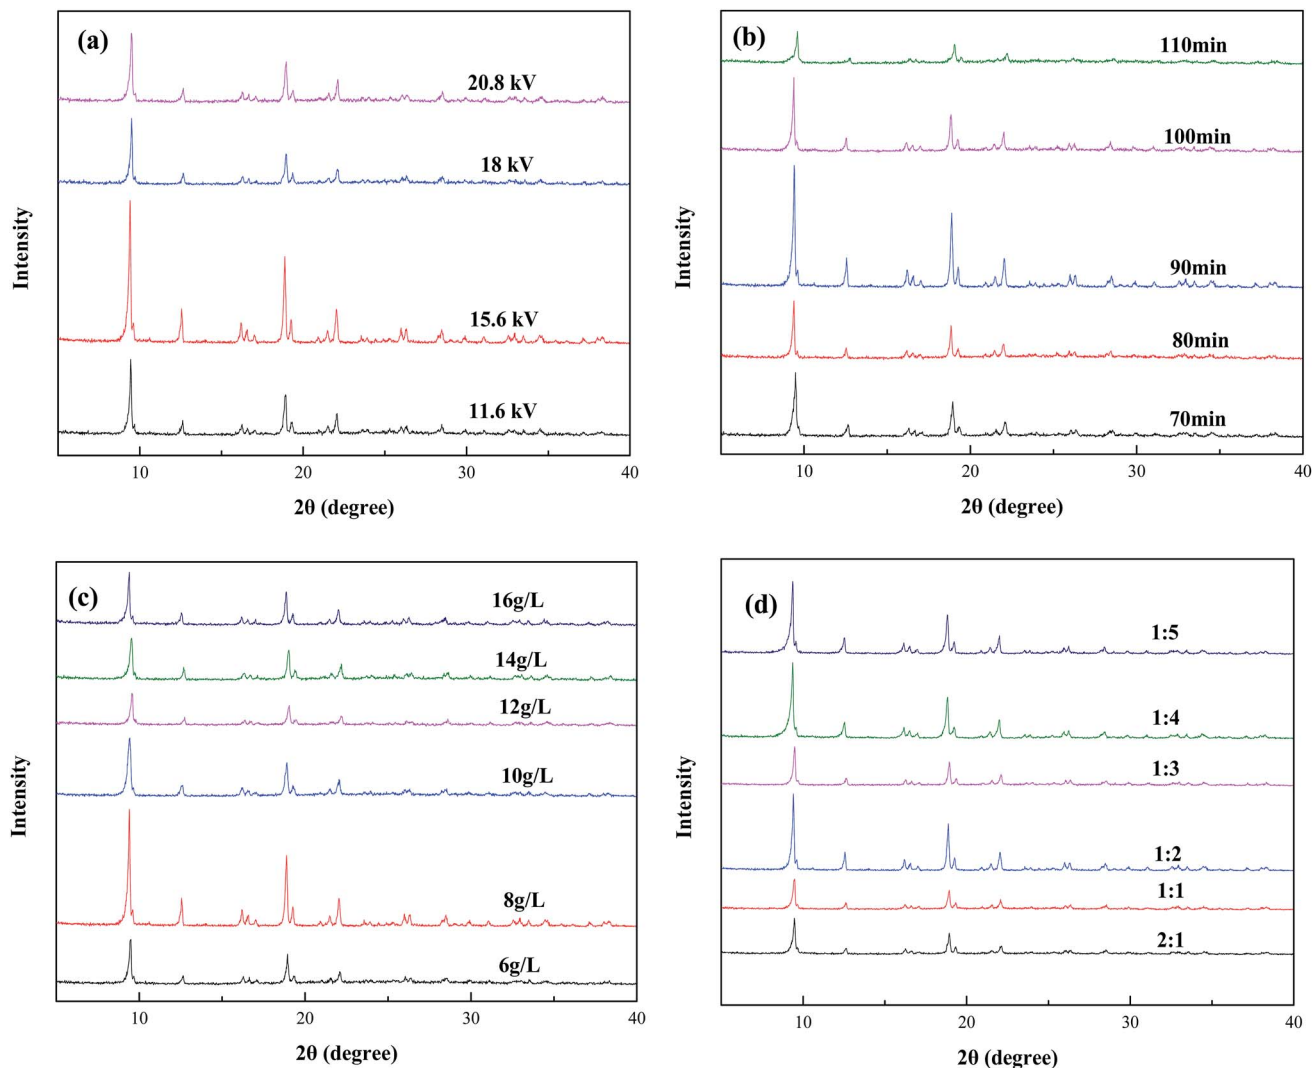 (a)
20.8 kV
18 kV
15.6 kV
11.6 kV
Intensity
10
20
30
40
2θ (degree)
(b)
110min
100min
90min
80min
70min
Intensity
10
20
30
40
2θ (degree)
(c)
16g/L
14g/L
12g/L
10g/L
8g/L
6g/L
Intensity
10
20
30
40
2θ (degree)
(d)
1:5
1:4
1:3
1:2
1:1
2:1
Intensity
10
20
30
40
2θ (degree)